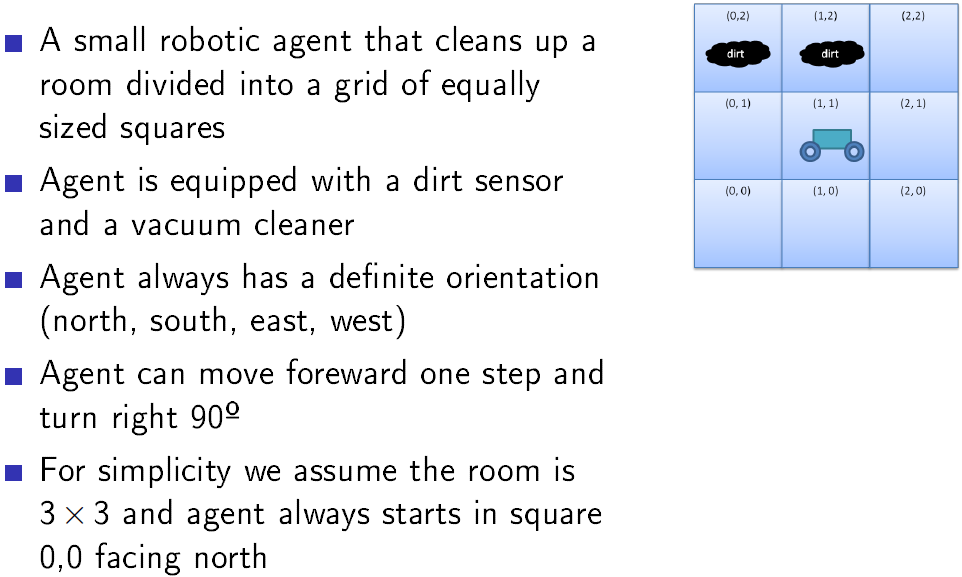 A small robotic agent that cleans up a
room divided into a grid of equally
sized squares
Agent is equipped with a dirt sensor
and a vacuum cleaner
Agent always has a definite orientation
(north, south, east, west)
Agent can move foreward one step and
turn right 90º
For simplicity we assume the room is
3 × 3 and agent always starts in square
0,0 facing north
(0,2) (1,2) (2,2)
dirt dirt
(0, 1) (1, 1) (2, 1)
(0, 0) (1, 0) (2, 0)